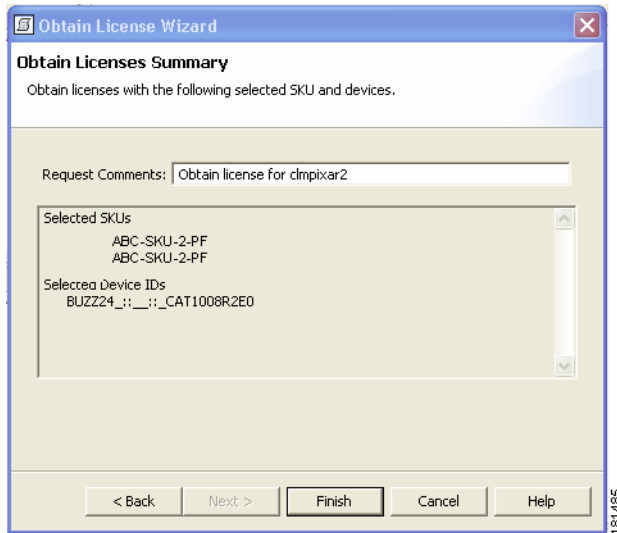 Obtain License Wizard
Obtain Licenses Summary
Obtain licenses with the following selected SKU and devices.
Request Comments: Obtain license for clmpixar2
Selected SKUs
ABC-SKU-2-PF
ABC-SKU-2-PF
Selected Device IDs
BUZZ24_::__::_CAT1008R2E0
< Back Next > Finish Cancel Help
181485